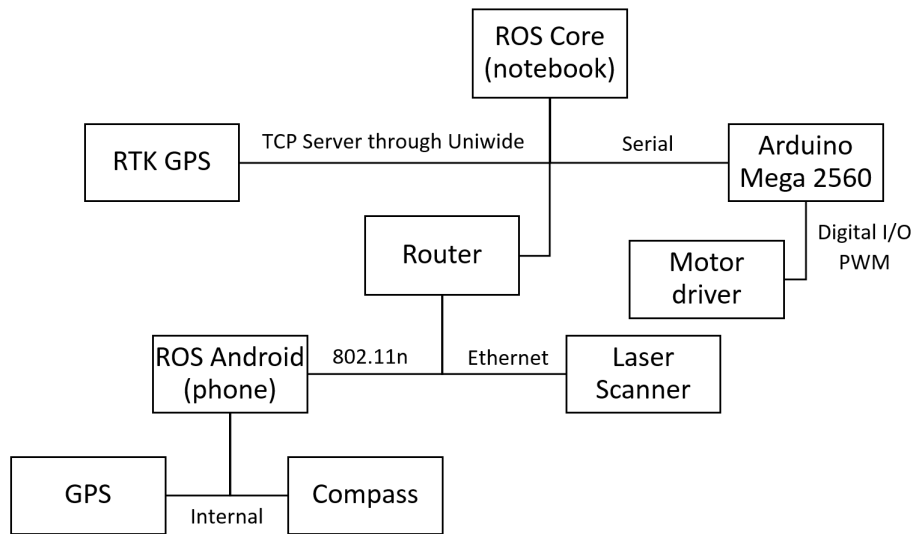 ROS Core
(notebook)
TCP Server through Uniwide
Serial
RTK GPS
Arduino
Mega 2560
Router
Digital I/O
PWM
Motor
driver
ROS Android
(phone)
802.11n
Ethernet
Laser
Scanner
GPS
Internal
Compass